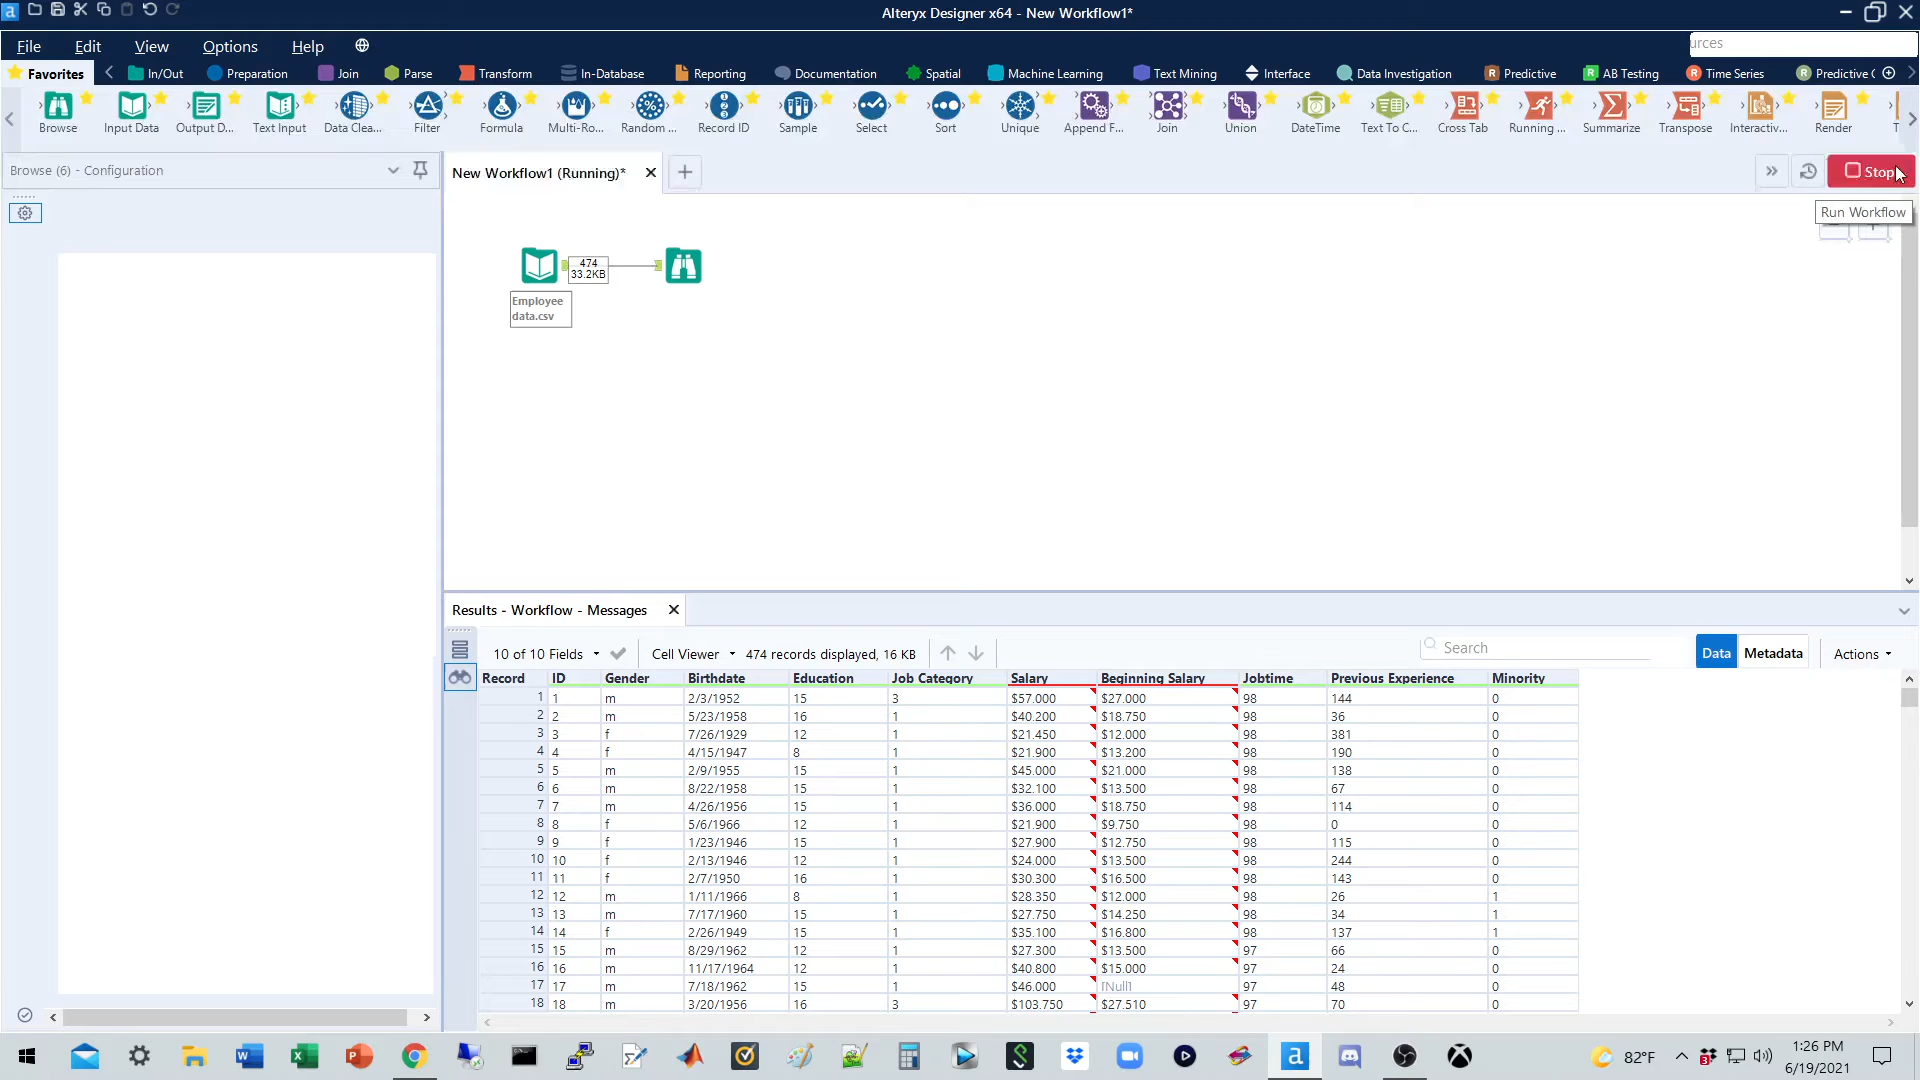 Alteryx Designer x64 - New Workflow1*
File Edit View Options Help
urces
Favorites In/Out Preparation Join Parse Transform In-Database Reporting Documentation Spatial Machine Learning Text Mining Interface Data Investigation Predictive AB Testing Time Series Predictive
Browse Input Data Output D... Text Input Data Clea... Filter Formula Multi-Ro... Random ... Record ID Sample Select Sort Unique Append F... Join Union DateTime Text To C... Cross Tab Running ... Summarize Transpose Interactiv... Render
Browse (6) - Configuration
New Workflow1 (Running)*
Stop
Run Workflow
474
33.2KB
Employee
data.csv
Results - Workflow - Messages
10 of 10 Fields Cell Viewer 474 records displayed, 16 KB Search Data Metadata Actions
Record ID Gender Birthdate Education Job Category Salary Beginning Salary Jobtime Previous Experience Minority
1 1 m 2/3/1952 15 3 $57.000 $27.000 98 144 0
2 2 m 5/23/1958 16 1 $40.200 $18.750 98 36 0
3 3 f 7/26/1929 12 1 $21.450 $12.000 98 381 0
4 4 f 4/15/1947 8 1 $21.900 $13.200 98 190 0
5 5 m 2/9/1955 15 1 $45.000 $21.000 98 138 0
6 6 m 8/22/1958 15 1 $32.100 $13.500 98 67 0
7 7 m 4/26/1956 15 1 $36.000 $18.750 98 114 0
8 8 f 5/6/1966 12 1 $21.900 $9.750 98 0 0
9 9 f 1/23/1946 15 1 $27.900 $12.750 98 115 0
10 10 f 2/13/1946 12 1 $24.000 $13.500 98 244 0
11 11 f 2/7/1950 16 1 $30.300 $16.500 98 143 0
12 12 m 1/11/1966 8 1 $28.350 $12.000 98 26 1
13 13 m 7/17/1960 15 1 $27.750 $14.250 98 34 1
14 14 f 2/26/1949 15 1 $35.100 $16.800 98 137 1
15 15 m 8/29/1962 12 1 $27.300 $13.500 97 66 0
16 16 m 11/17/1964 12 1 $40.800 $15.000 97 24 0
17 17 m 7/18/1962 15 1 $46.000 [Null] 97 48 0
18 18 m 3/20/1956 16 3 $103.750 $27.510 97 70 0
82°F
1:26 PM
6/19/2021